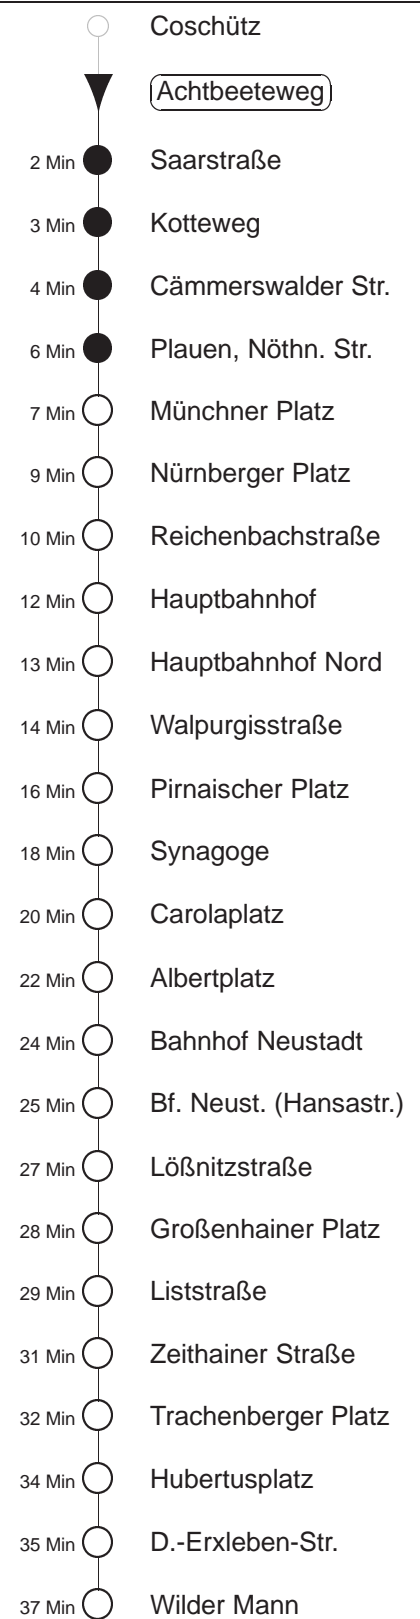 Coschütz
Achtbeeteweg
2 Min Saarstraße
3 Min Kotteweg
4 Min Cämmerswalder Str.
6 Min Plauen, Nöthn. Str.
7 Min Münchner Platz
9 Min Nürnberger Platz
10 Min Reichenbachstraße
12 Min Hauptbahnhof
13 Min Hauptbahnhof Nord
14 Min Walpurgisstraße
16 Min Pirnaischer Platz
18 Min Synagoge
20 Min Carolaplatz
22 Min Albertplatz
24 Min Bahnhof Neustadt
25 Min Bf. Neust. (Hansastr.)
27 Min Lößnitzstraße
28 Min Großenhainer Platz
29 Min Liststraße
31 Min Zeithainer Straße
32 Min Trachenberger Platz
34 Min Hubertusplatz
35 Min D.-Erxleben-Str.
37 Min Wilder Mann